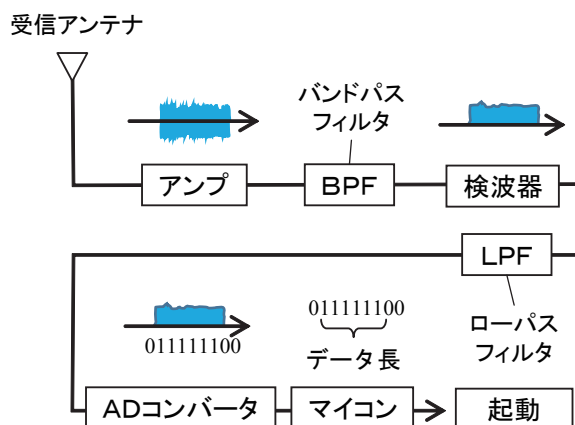 受信アンテナ
バンドパス
フィルタ
アンプ
BPF
検波器
LPF
011111100
011111100
データ長
ローパス
フィルタ
ADコンバータ
マイコン
起動